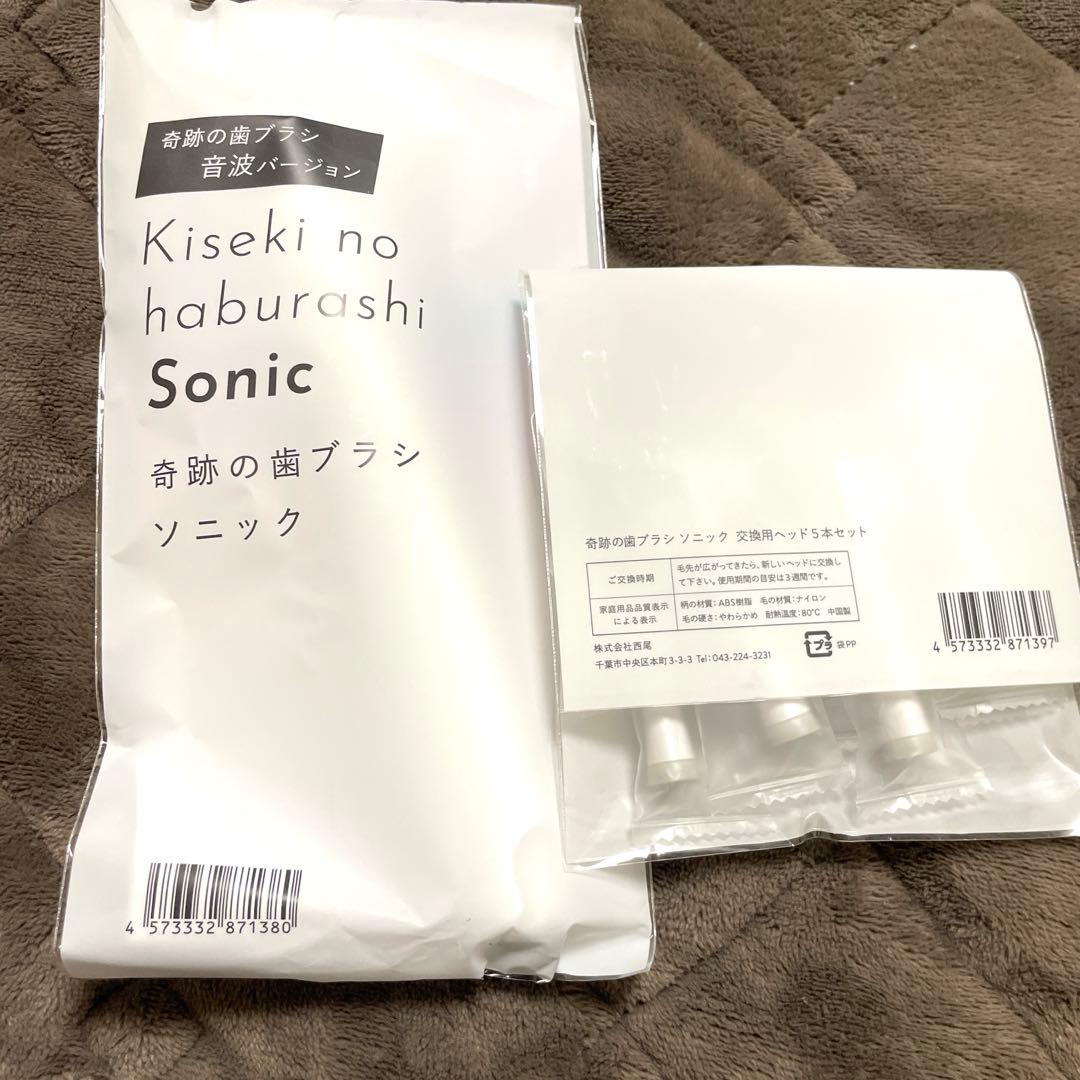 奇跡の歯ブラシ
音波バージョン
Kiseki no
haburashi
Sonic
奇跡の歯ブラシ
ソニック
4 573332 871380
奇跡の歯ブラシ ソニック 交換用ヘッド5本セット
ご交換時期
毛先が広がってきたら、新しいヘッドに交換し
て下さい。使用期間の目安は3週間です。
家庭用品品質表示
による表示
柄の材質:ABS樹脂 毛の材質:ナイロン
毛の硬さ:やわらかめ 耐熱温度:80℃ 中国製
株式会社西尾
千葉市中央区本町3-3-3 Tel:043-224-3231
プラ 袋PP
4 573332 871397